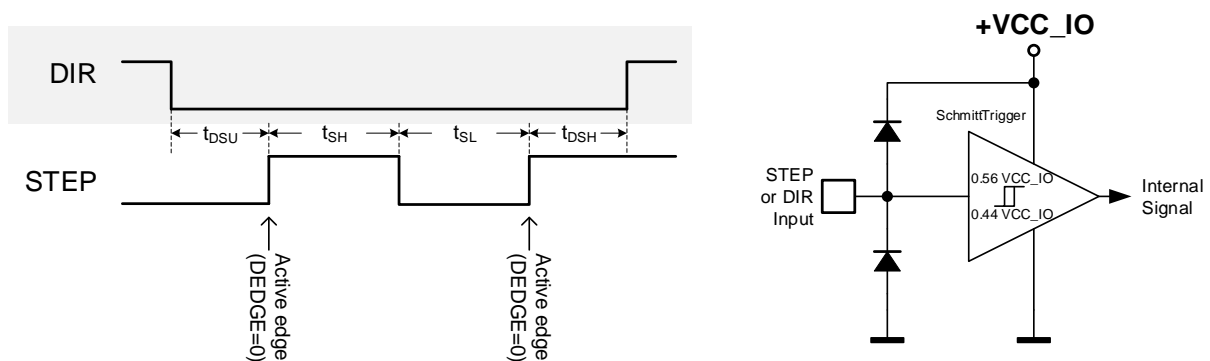 DIR
tDSU
tSH
tSL
tDSH
STEP
Active edge
(DEDGE=0)
Active edge
(DEDGE=0)
+VCC_IO
SchmittTrigger
0.56 VCC_IO
0.44 VCC_IO
STEP
or DIR
Input
Internal
Signal